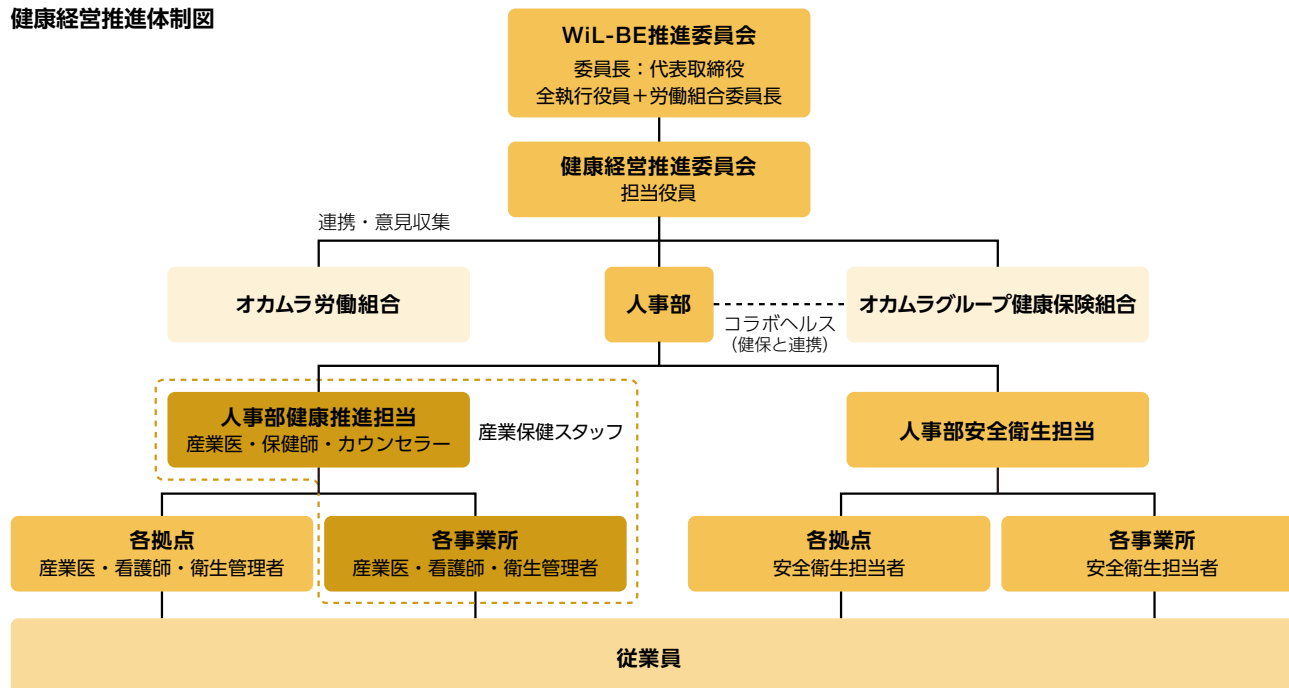 健康経営推進体制図
WiL-BE推進委員会
委員長：代表取締役
全執行役員＋労働組合委員長
健康経営推進委員会
担当役員
連携・意見収集
オカムラ労働組合
人事部
オカムラグループ健康保険組合
コラボヘルス
（健保と連携）
人事部健康推進担当
産業医・保健師・カウンセラー
産業保健スタッフ
人事部安全衛生担当
各拠点
産業医・看護師・衛生管理者
各事業所
産業医・看護師・衛生管理者
各拠点
安全衛生担当者
各事業所
安全衛生担当者
従業員